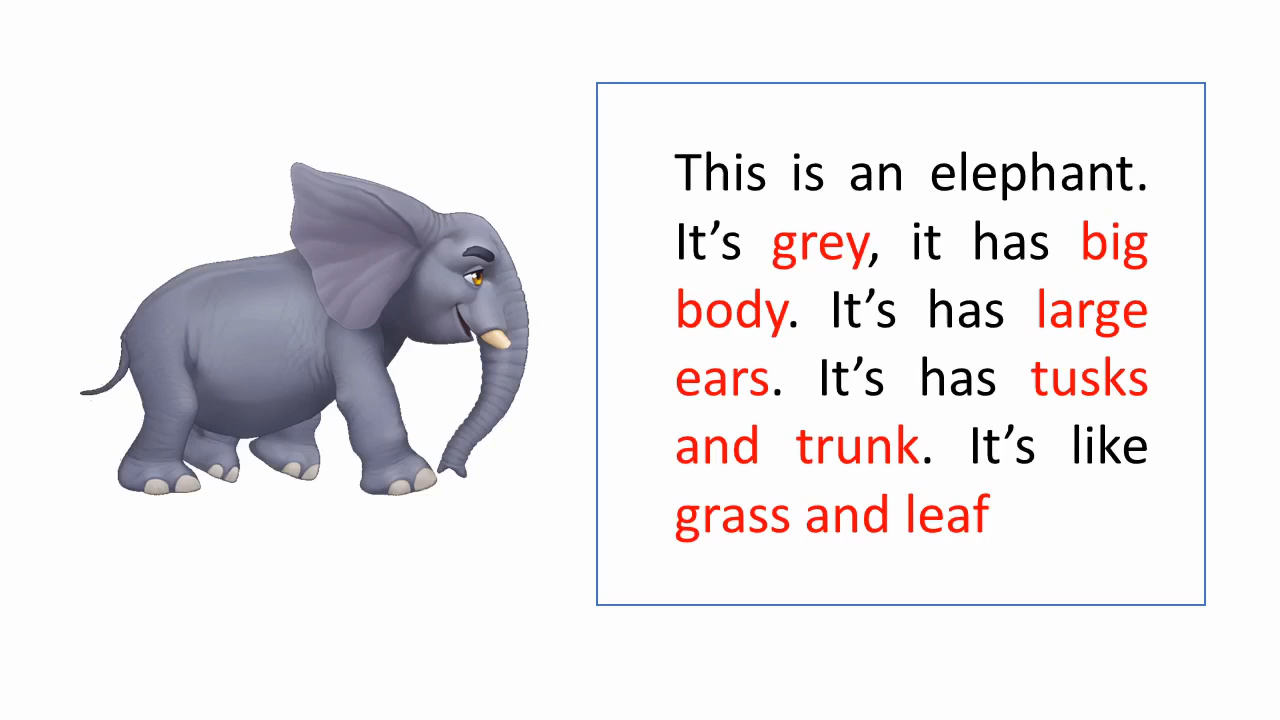 This is an elephant.
It’s grey, it has big
body. It’s has large
ears. It’s has tusks
and trunk. It’s like
grass and leaf